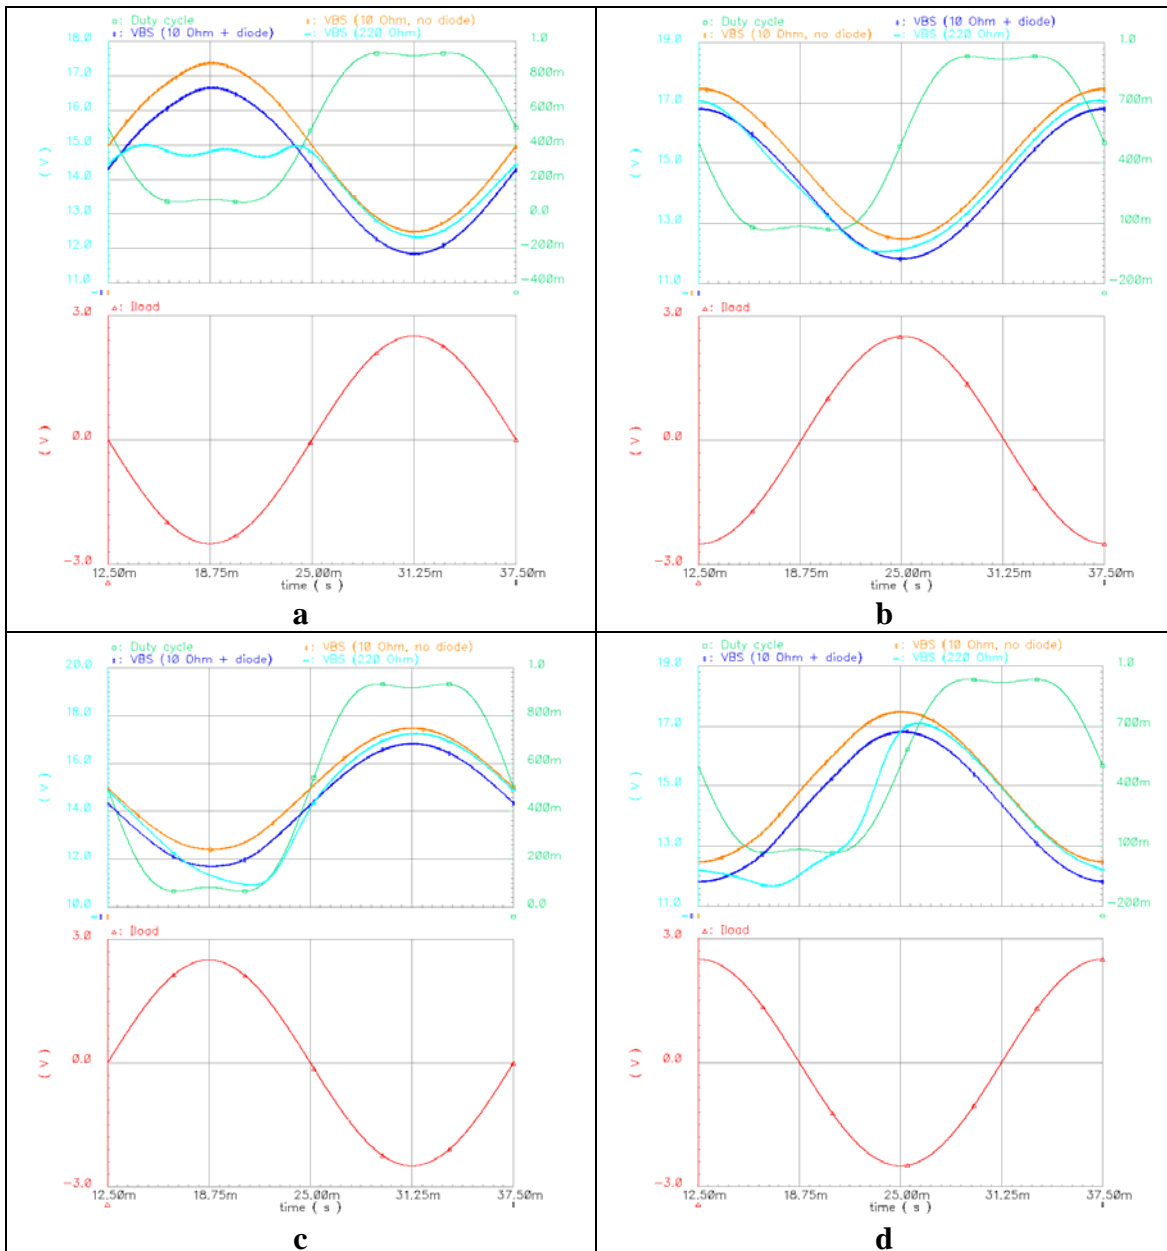 ▫: Duty cycle ▫: VBS (10 Ohm, no diode)
▫: VBS (10 Ohm + diode) –: VBS (220 Ohm)
18.0 1.0
17.0 800m
16.0 600m
15.0 400m
14.0 200m
13.0 0.0
12.0 -200m
11.0 -400m
(V)
▵: Iload
3.0
0.0
-3.0
(V)
12.50m 18.75m 25.00m 31.25m 37.50m
time ( s )
a
▫: Duty cycle ▫: VBS (10 Ohm + diode)
▫: VBS (10 Ohm, no diode) –: VBS (220 Ohm)
19.0 1.0
17.0 700m
15.0 400m
13.0 100m
11.0 -200m
(V)
▵: Iload
3.0
0.0
-3.0
(V)
12.50m 18.75m 25.00m 31.25m 37.50m
time ( s )
b
▫: Duty cycle ▫: VBS (10 Ohm, no diode)
▫: VBS (10 Ohm + diode) –: VBS (220 Ohm)
20.0 1.0
18.0 800m
16.0 600m
14.0 400m
12.0 200m
10.0 0.0
(V)
▵: Iload
3.0
0.0
-3.0
(V)
12.50m 18.75m 25.00m 31.25m 37.50m
time ( s )
c
▫: Duty cycle ▫: VBS (10 Ohm, no diode)
▫: VBS (10 Ohm + diode) –: VBS (220 Ohm)
19.0 1.0
17.0 700m
15.0 400m
13.0 100m
11.0 -200m
(V)
▵: Iload
3.0
0.0
-3.0
(V)
12.50m 18.75m 25.00m 31.25m 37.50m
time ( s )
d